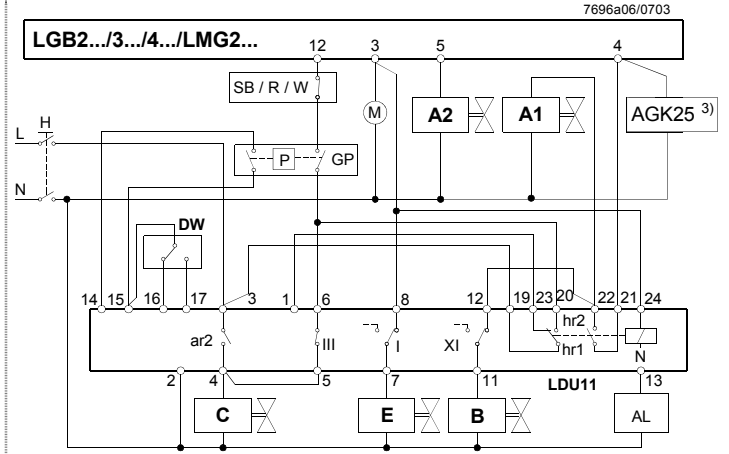 7696a06/0703
LGB2.../3.../4.../LMG2...
12 3 5 4
SB / R / W
M
A2
A1
AGK25 3)
H
L
P
GP
N
DW
14 15 16 17 3 1 6 8 12 19 23 20 22 21 24
ar2
III
I
XI
hr2
hr1
N
2 4 5 7 11 LDU11 13
C
E
B
AL